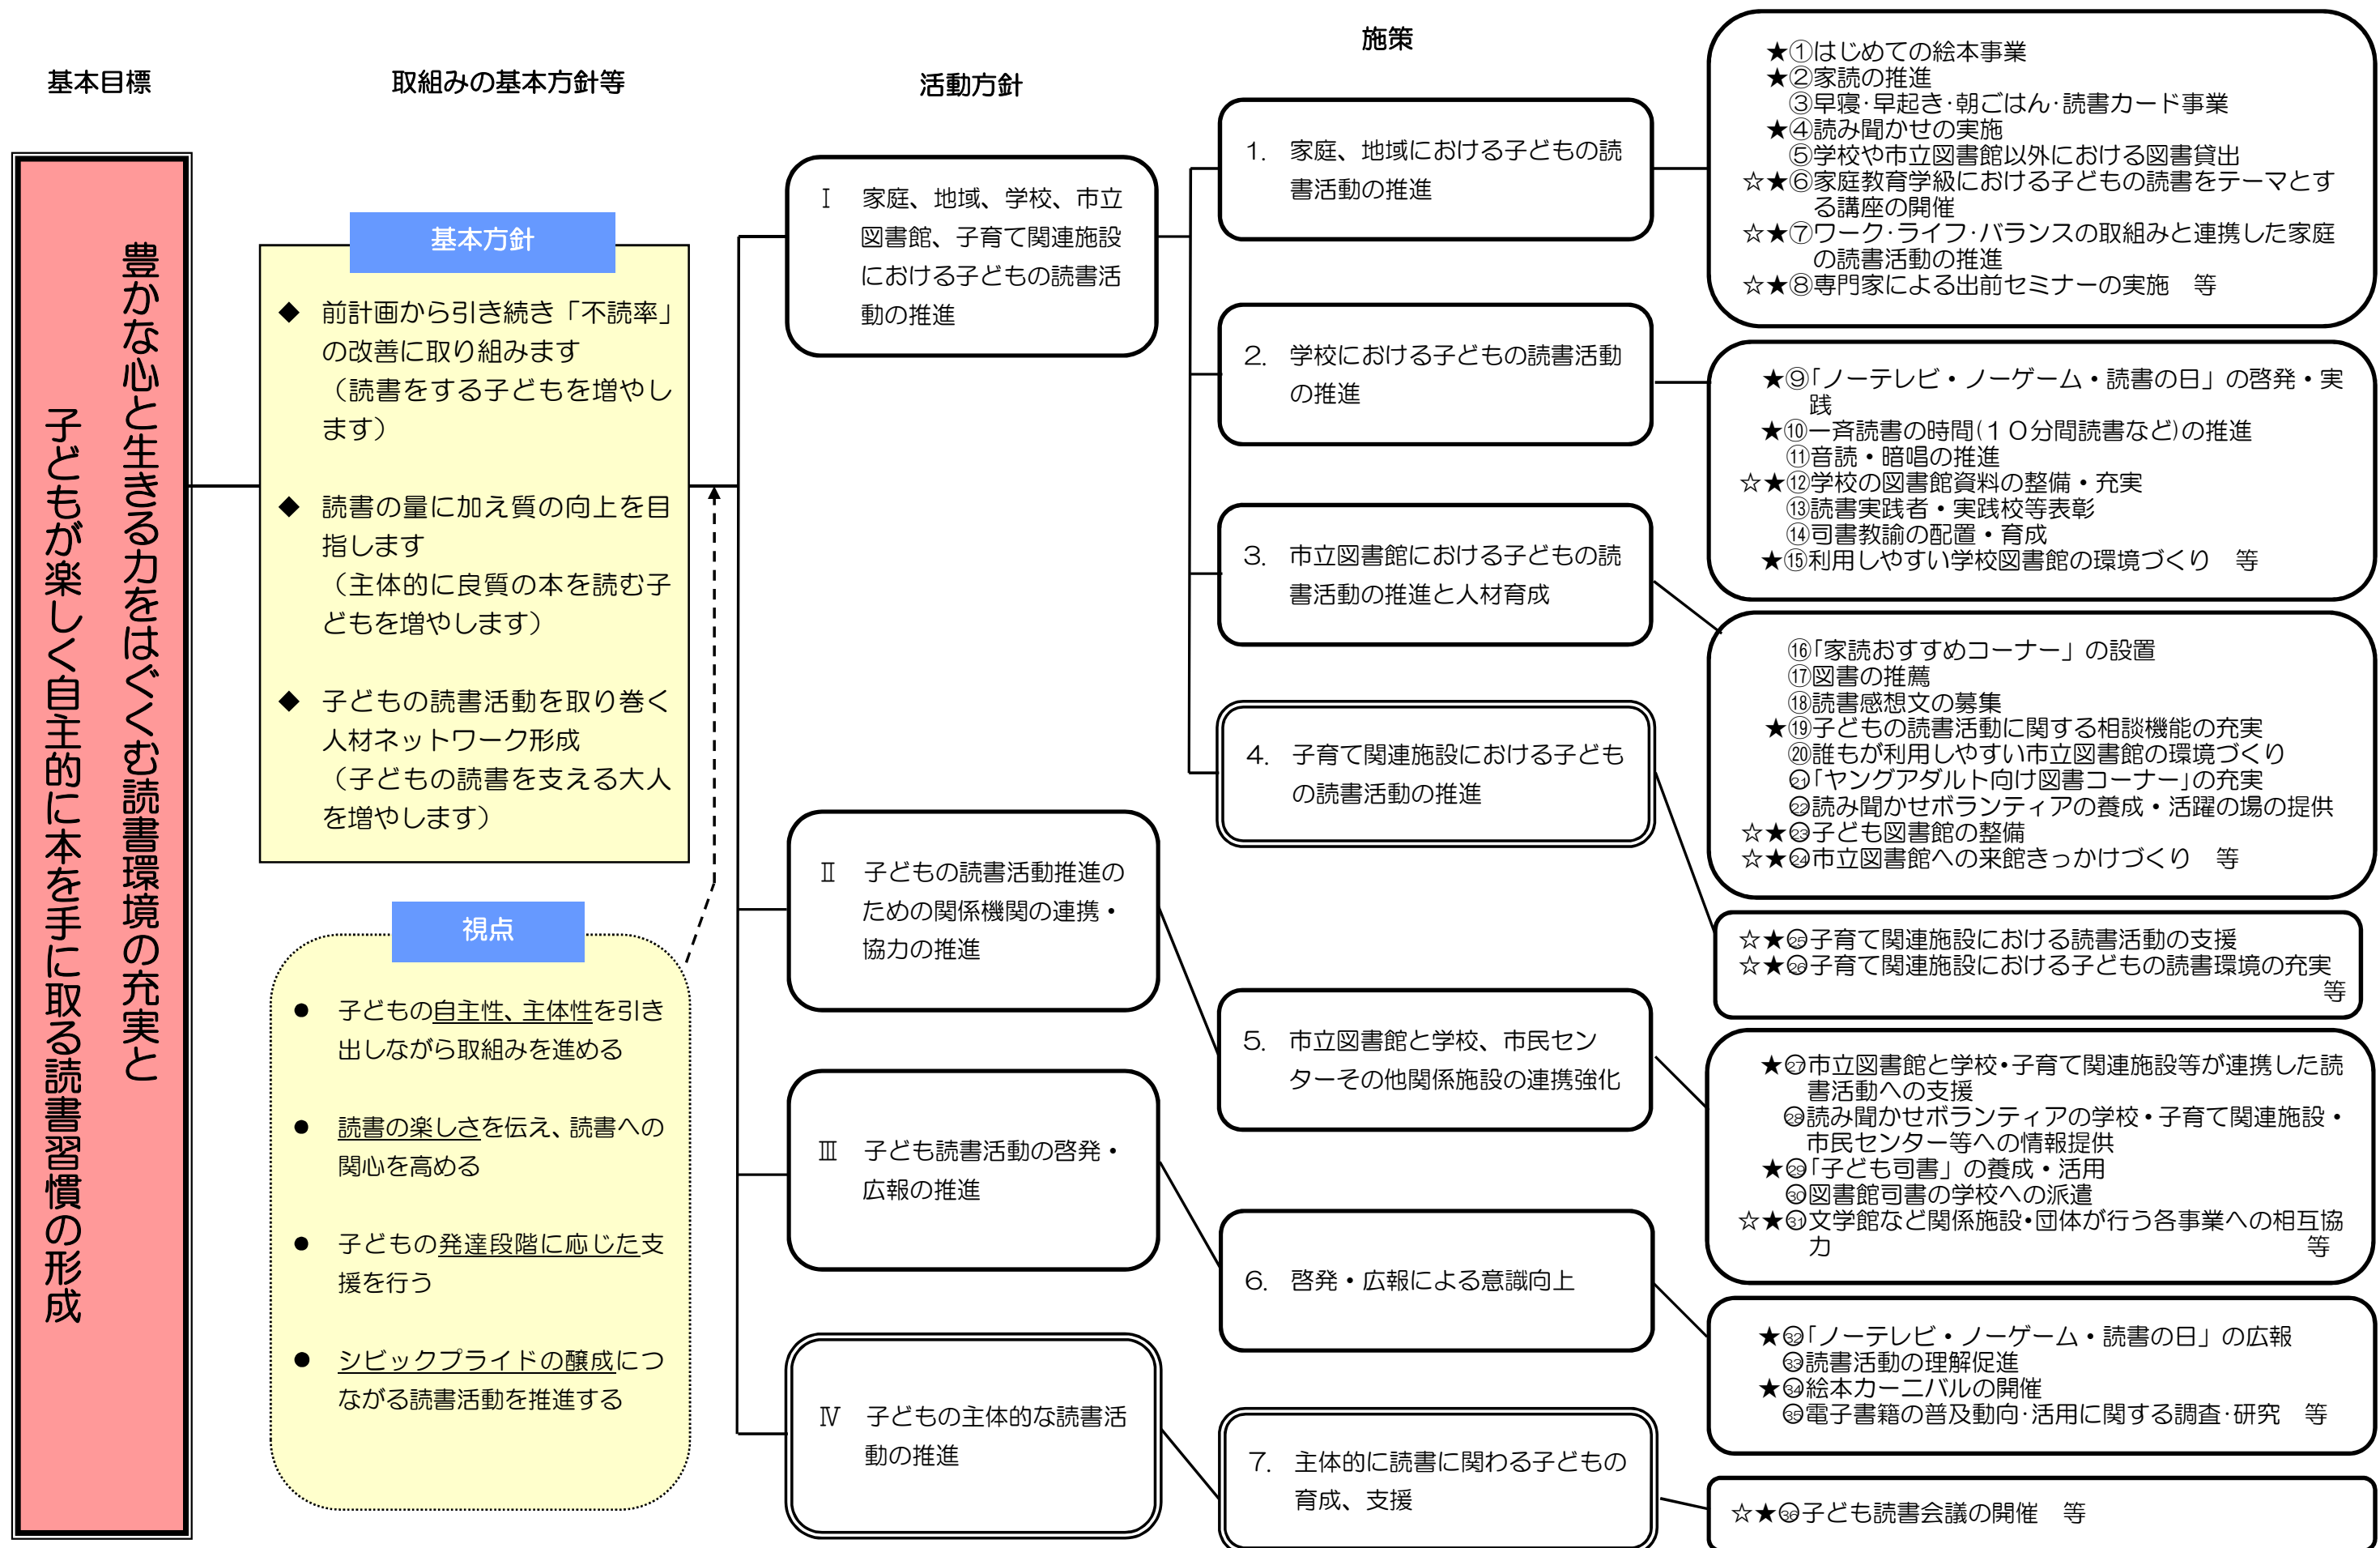 基本目標
取組みの基本方針等
活動方針
施策
豊かな心と生きる力をはぐくむ読書環境の充実と
子どもが楽しく自主的に本を手に取る読書習慣の形成
基本方針
◆ 前計画から引き続き「不読率」
の改善に取り組みます
（読書をする子どもを増やし
ます）
◆ 読書の量に加え質の向上を目
指します
（主体的に良質の本を読む子
どもを増やします）
◆ 子どもの読書活動を取り巻く
人材ネットワーク形成
（子どもの読書を支える大人
を増やします）
視点
● 子どもの自主性、主体性を引き
出しながら取組みを進める
● 読書の楽しさを伝え、読書への
関心を高める
● 子どもの発達段階に応じた支
援を行う
● シビックプライドの醸成につ
ながる読書活動を推進する
Ⅰ 家庭、地域、学校、市立
図書館、子育て関連施設
における子どもの読書活
動の推進
Ⅱ 子どもの読書活動推進の
ための関係機関の連携・
協力の推進
Ⅲ 子ども読書活動の啓発・
広報の推進
Ⅳ 子どもの主体的な読書活
動の推進
1. 家庭、地域における子どもの読
書活動の推進
2. 学校における子どもの読書活動
の推進
3. 市立図書館における子どもの読
書活動の推進と人材育成
4. 子育て関連施設における子ども
の読書活動の推進
5. 市立図書館と学校、市民セン
ターその他関係施設の連携強化
6. 啓発・広報による意識向上
7. 主体的に読書に関わる子どもの
育成、支援
★①はじめての絵本事業
★②家読の推進
③早寝･早起き･朝ごはん･読書カード事業
★④読み聞かせの実施
⑤学校や市立図書館以外における図書貸出
☆★⑥家庭教育学級における子どもの読書をテーマとす
る講座の開催
☆★⑦ワーク･ライフ･バランスの取組みと連携した家庭
の読書活動の推進
☆★⑧専門家による出前セミナーの実施　等
★⑨「ノーテレビ・ノーゲーム・読書の日」の啓発・実
践
★⑩一斉読書の時間(１０分間読書など)の推進
⑪音読・暗唱の推進
☆★⑫学校の図書館資料の整備・充実
⑬読書実践者・実践校等表彰
⑭司書教諭の配置・育成
★⑮利用しやすい学校図書館の環境づくり　等
⑯「家読おすすめコーナー」の設置
⑰図書の推薦
⑱読書感想文の募集
★⑲子どもの読書活動に関する相談機能の充実
⑳誰もが利用しやすい市立図書館の環境づくり
㉑「ヤングアダルト向け図書コーナー」の充実
㉒読み聞かせボランティアの養成・活躍の場の提供
☆★㉓子ども図書館の整備
☆★㉔市立図書館への来館きっかけづくり　等
☆★㉕子育て関連施設における読書活動の支援
☆★㉖子育て関連施設における子どもの読書環境の充実
等
★㉗市立図書館と学校･子育て関連施設等が連携した読
書活動への支援
㉘読み聞かせボランティアの学校・子育て関連施設・
市民センター等への情報提供
★㉙「子ども司書」の養成・活用
㉚図書館司書の学校への派遣
☆★㉛文学館など関係施設･団体が行う各事業への相互協
力　等
★㉜「ノーテレビ・ノーゲーム・読書の日」の広報
㉝読書活動の理解促進
★㉞絵本カーニバルの開催
㉟電子書籍の普及動向･活用に関する調査･研究　等
☆★㊱子ども読書会議の開催　等